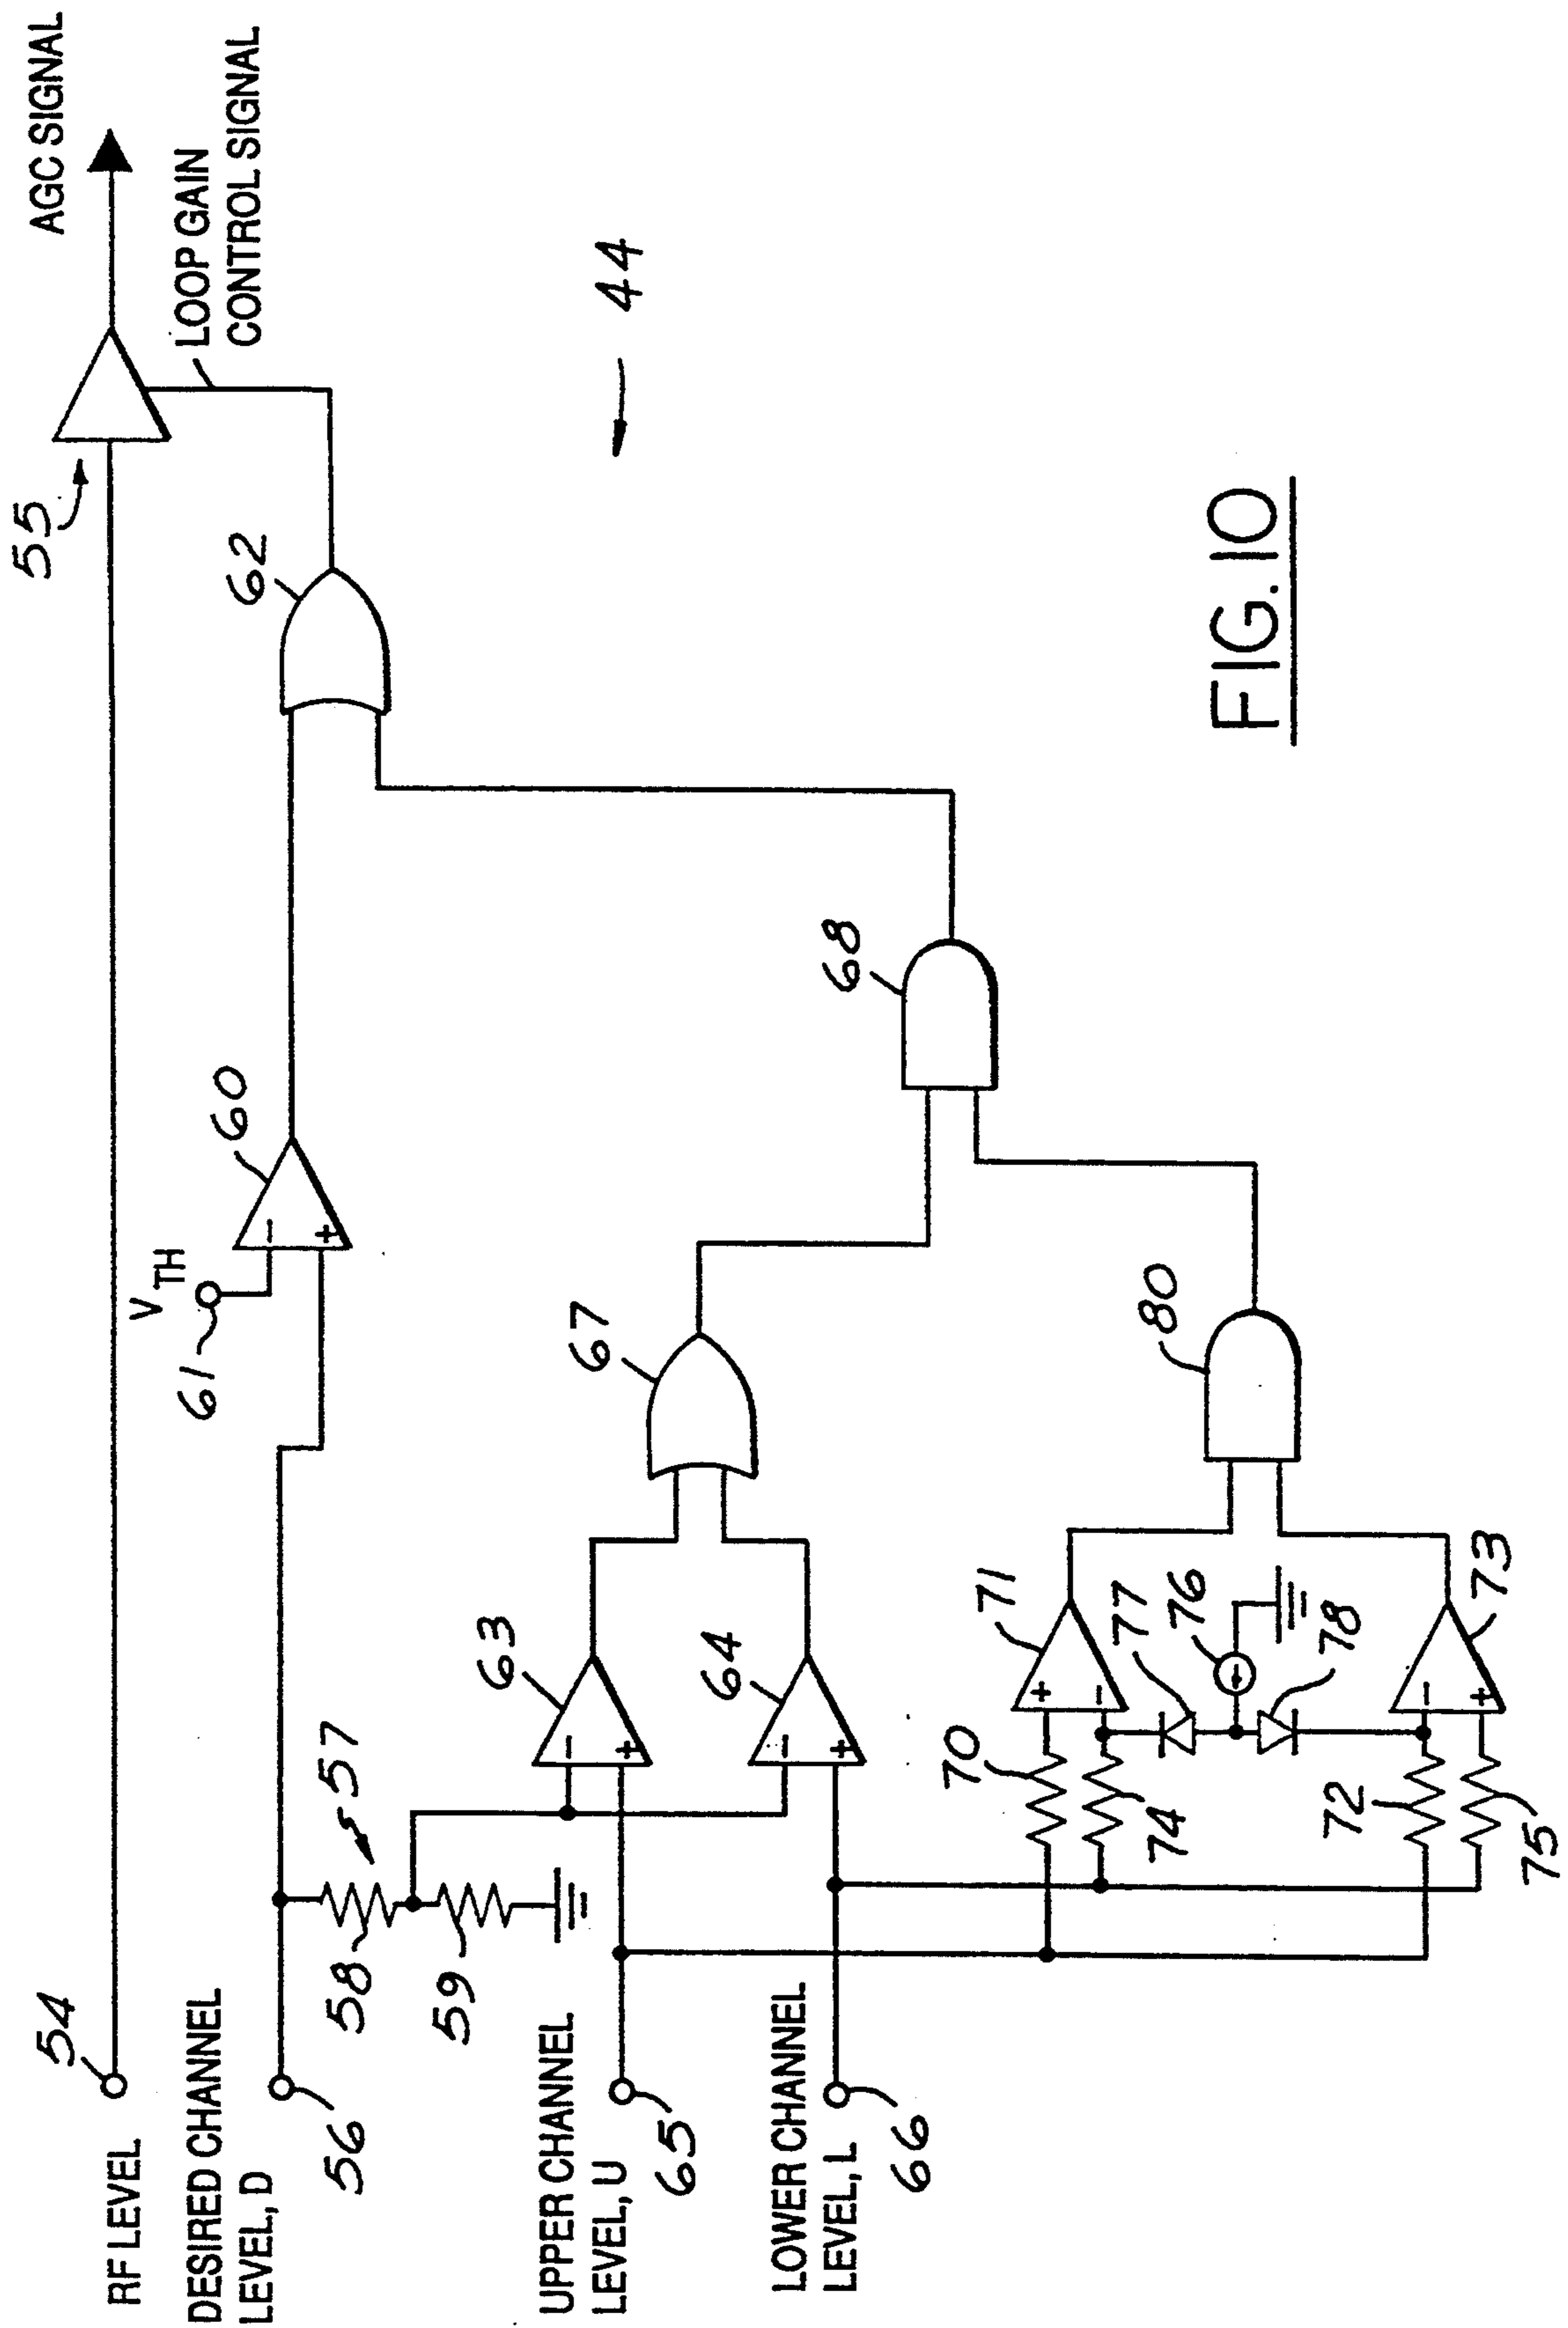 RF LEVEL
54
55
AGC SIGNAL
LOOP GAIN
CONTROL SIGNAL
DESIRED CHANNEL
LEVEL, D
56
58
57
59
61
V
TH
-
+
60
62
44
UPPER CHANNEL
LEVEL, U
65
-
+
63
67
LOWER CHANNEL
LEVEL, L
66
-
+
64
68
70
74
+
-
71
77
76
78
80
72
75
-
+
73
FIG. 10